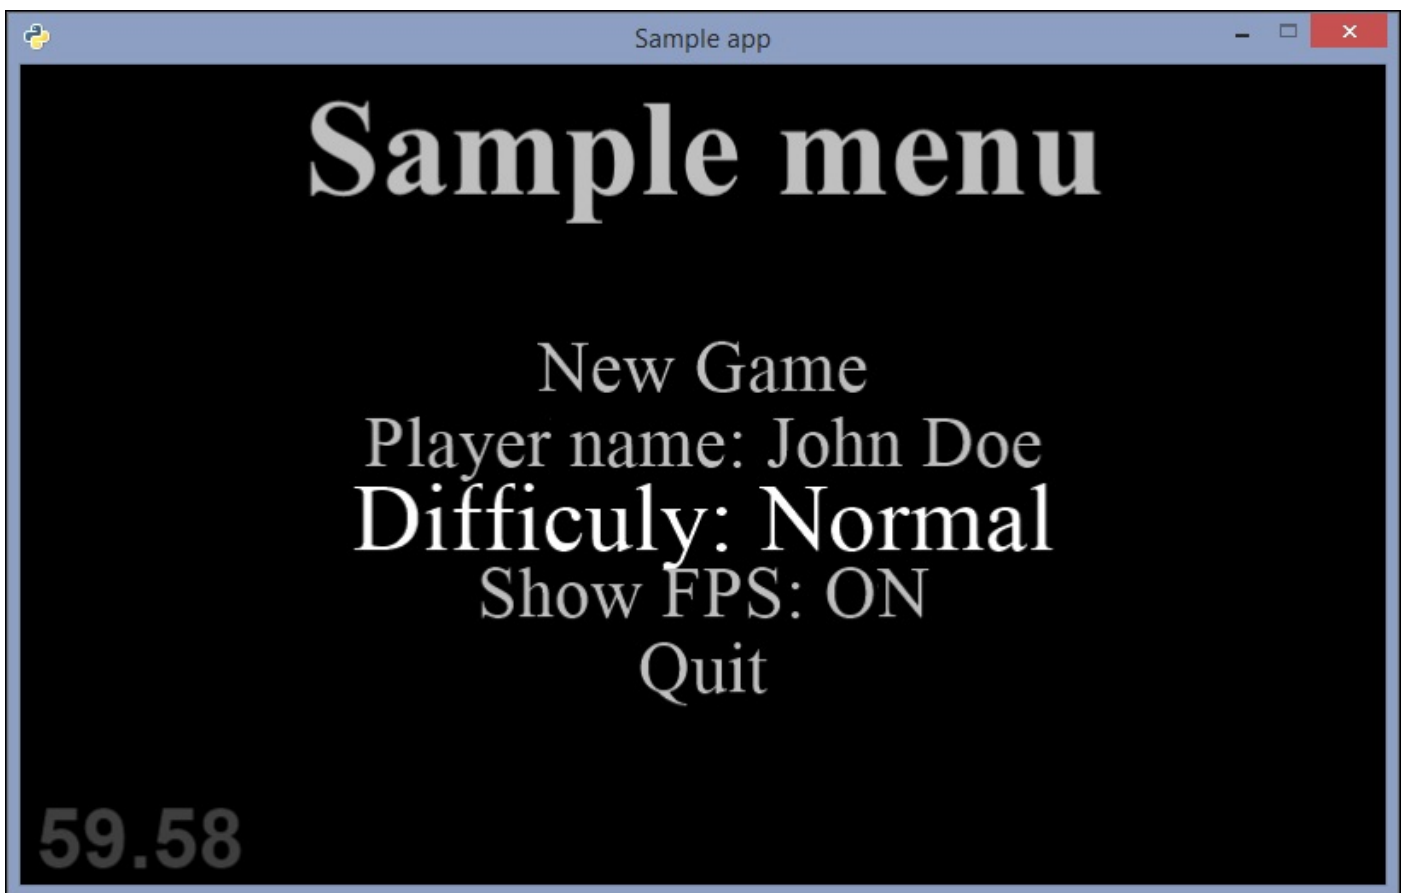 Sample app
Sample menu
New Game
Player name: John Doe
Difficuly: Normal
Show FPS: ON
Quit
59.58